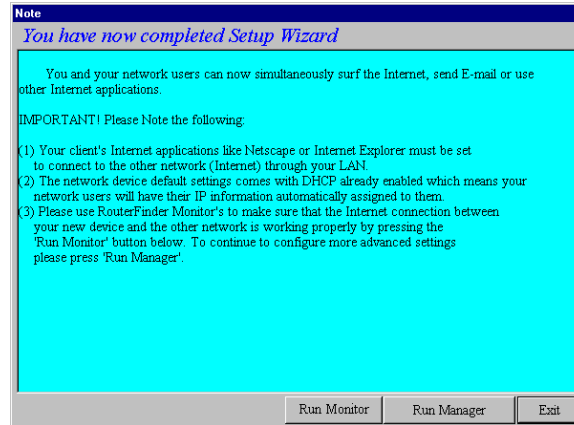 Note
You have now completed Setup Wizard
You and your network users can now simultaneously surf the Internet, send E-mail or use
other Internet applications.
IMPORTANT! Please Note the following:
(1) Your client's Internet applications like Netscape or Internet Explorer must be set
to connect to the other network (Internet) through your LAN.
(2) The network device default settings comes with DHCP already enabled which means your
network users will have their IP information automatically assigned to them.
(3) Please use RouterFinder Monitor's to make sure that the Internet connection between
your new device and the other network is working properly by pressing the
'Run Monitor' button below. To continue to configure more advanced settings
please press 'Run Manager'.
Run Monitor
Run Manager
Exit